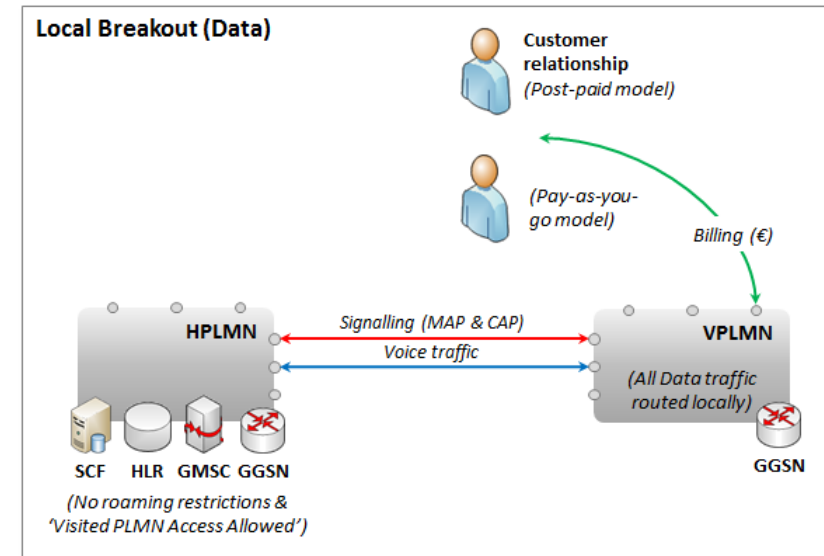 Local Breakout (Data)
Customer
relationship
(Post-paid model)
(Pay-as-you-
go model)
Billing (€)
HPLMN
Signalling (MAP & CAP)
Voice traffic
VPLMN
(All Data traffic
routed locally)
SCF HLR GMSC GGSN
GGSN
(No roaming restrictions &
‘Visited PLMN Access Allowed’)